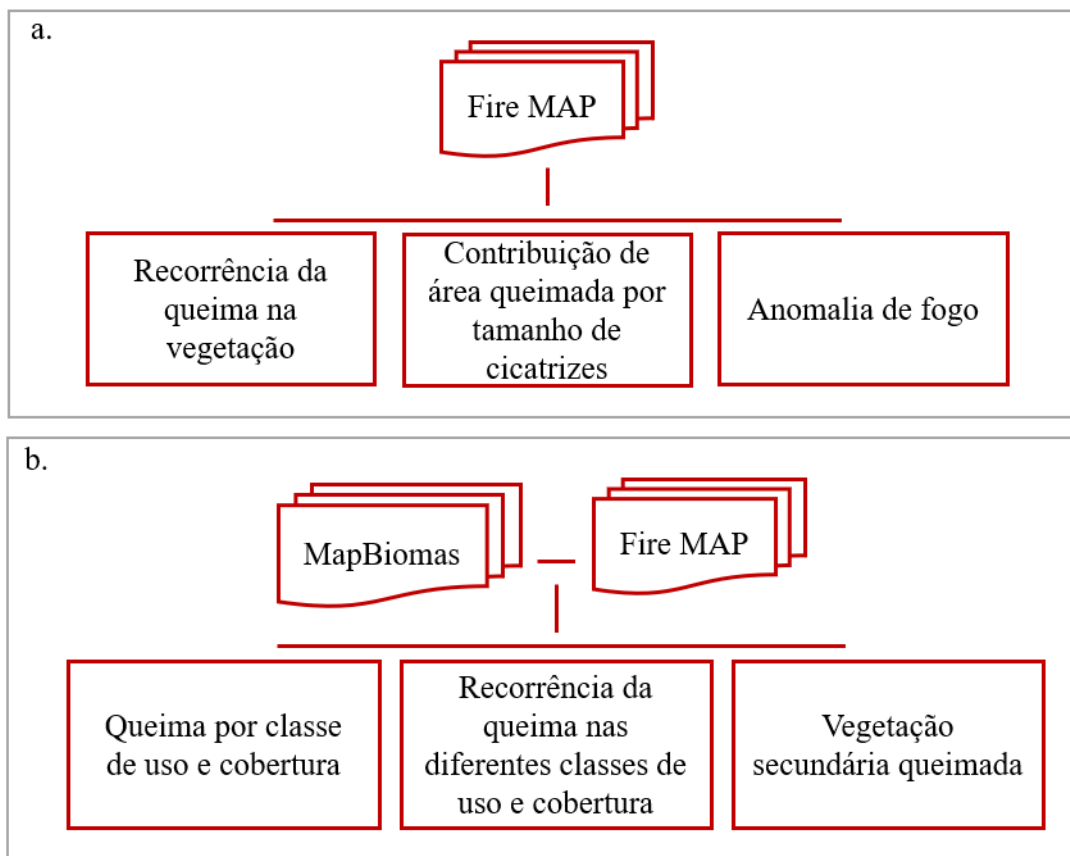 a.
Fire MAP
Recorrência da
queima na
vegetação
Contribuição de
área queimada por
tamanho de
cicatrizes
Anomalia de fogo
b.
MapBiomas
Fire MAP
Queima por classe
de uso e cobertura
Recorrência da
queima nas
diferentes classes de
uso e cobertura
Vegetação
secundária queimada